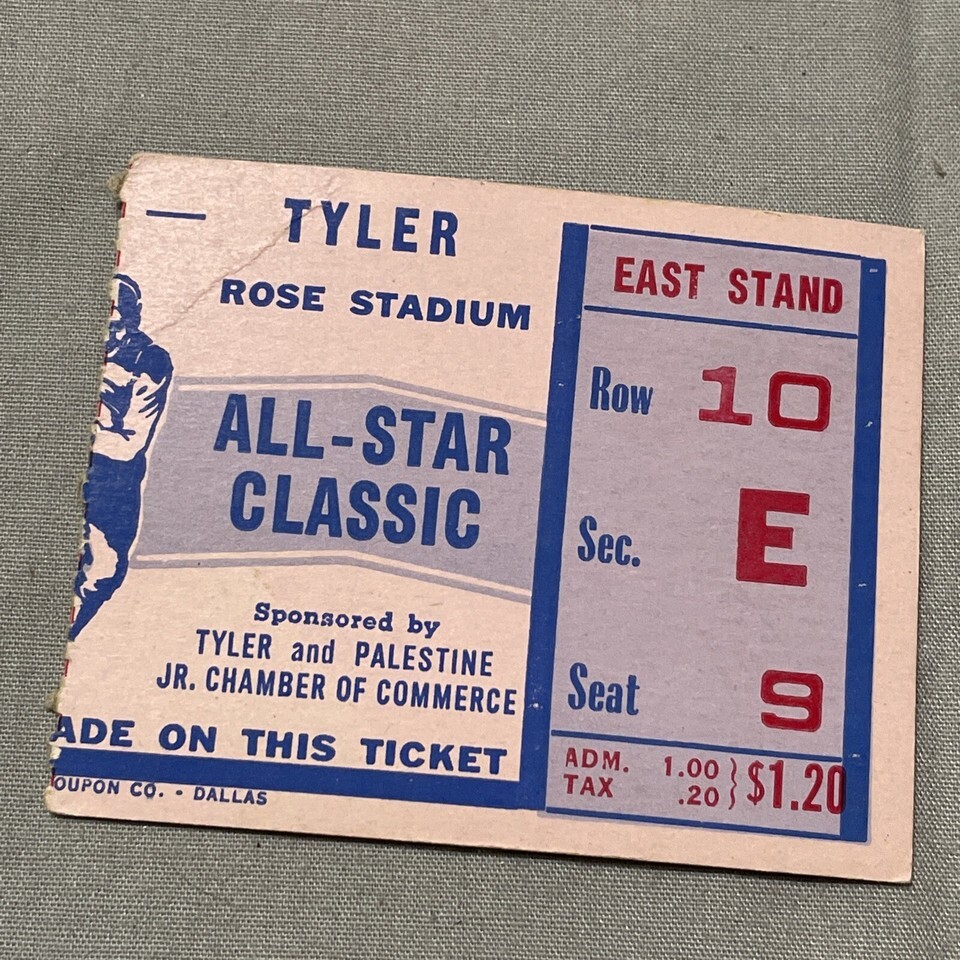 TYLER
ROSE STADIUM
ALL-STAR
CLASSIC
Sponsored by
TYLER and PALESTINE
JR. CHAMBER OF COMMERCE
ADE ON THIS TICKET
OUPON CO. • DALLAS
EAST STAND
Row 10
Sec. E
Seat 9
ADM. 1.00 } $1.20
TAX .20